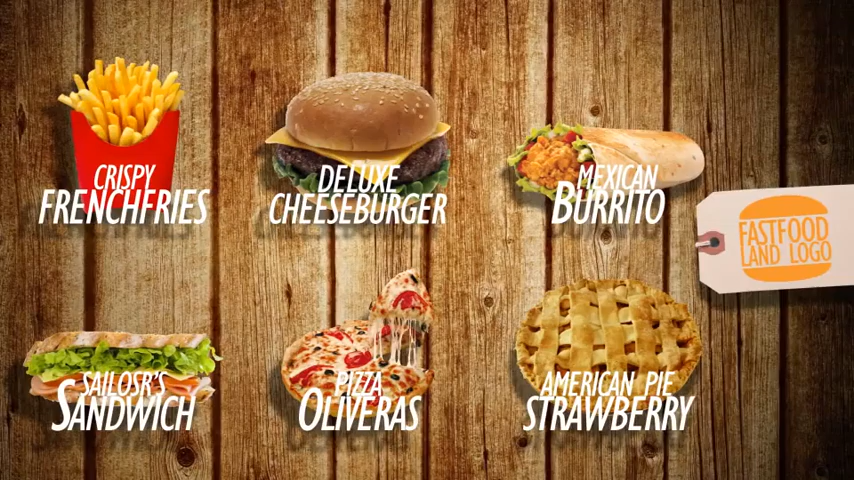 CRISPY
FRENCHFRIES
DELUXE
CHEESEBURGER
MEXICAN
BURRITO
FASTFOOD
LAND LOGO
SAILOSR'S
SANDWICH
PIZZA
OLIVERAS
AMERICAN PIE
STRAWBERRY